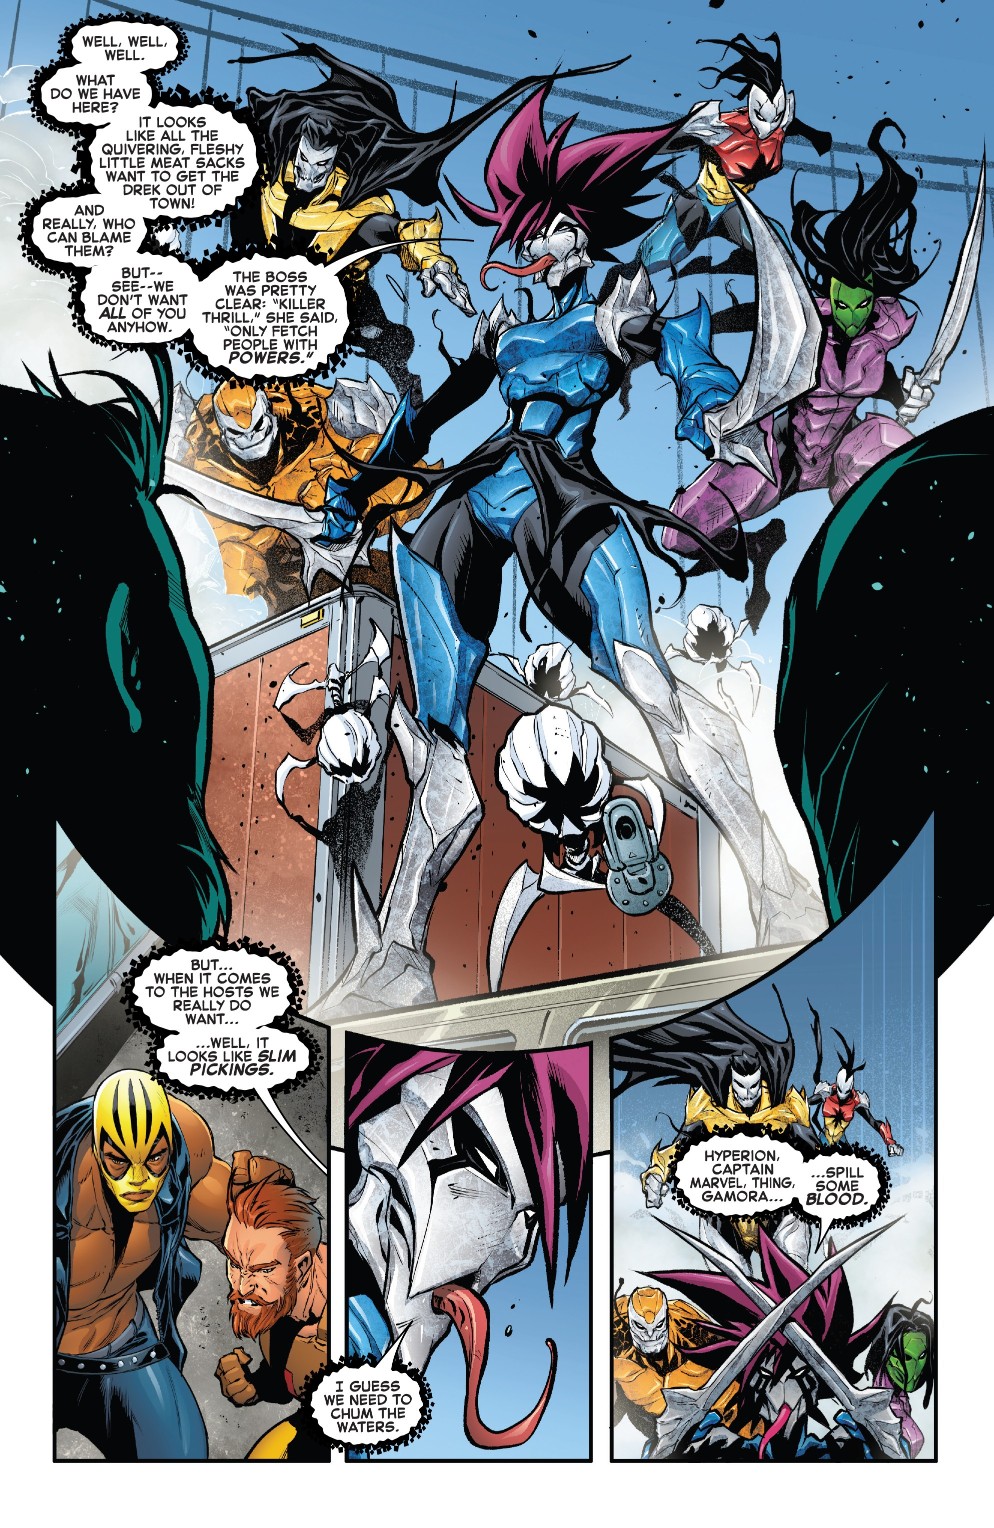 WELL, WELL,
WELL.
WHAT
DO WE HAVE
HERE?
IT LOOKS
LIKE ALL THE
QUIVERING, FLESHY
LITTLE MEAT SACKS
WANT TO GET THE
DREK OUT OF
TOWN!
AND
REALLY, WHO
CAN BLAME
THEM?
BUT--
SEE--WE
DON'T WANT
ALL OF YOU
ANYHOW.
THE BOSS
WAS PRETTY
CLEAR: "KILLER
THRILL," SHE SAID,
"ONLY FETCH
PEOPLE WITH
POWERS."
BUT...
WHEN IT COMES
TO THE HOSTS WE
REALLY DO
WANT...
...WELL, IT
LOOKS LIKE SLIM
PICKINGS.
I GUESS
WE NEED TO
CHUM THE
WATERS.
HYPERION,
CAPTAIN
MARVEL, THING,
GAMORA...
...SPILL
SOME
BLOOD.